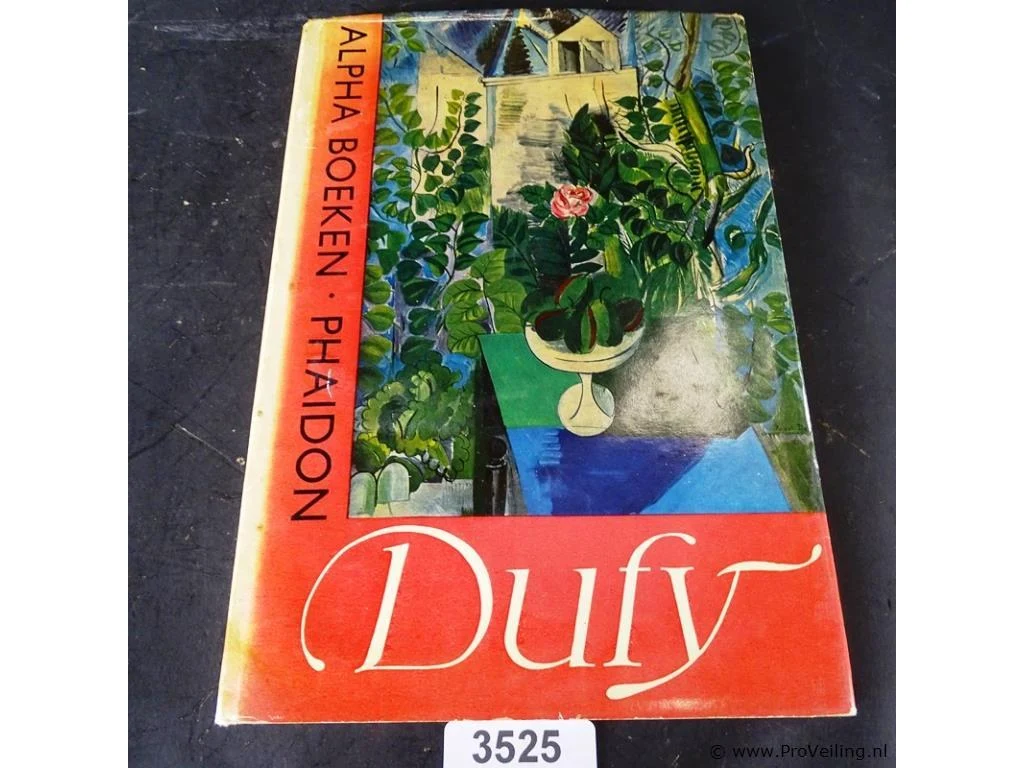 ALPHA BOEKEN · PHAIDON
Dufy
3525
© www.ProVeiling.nl